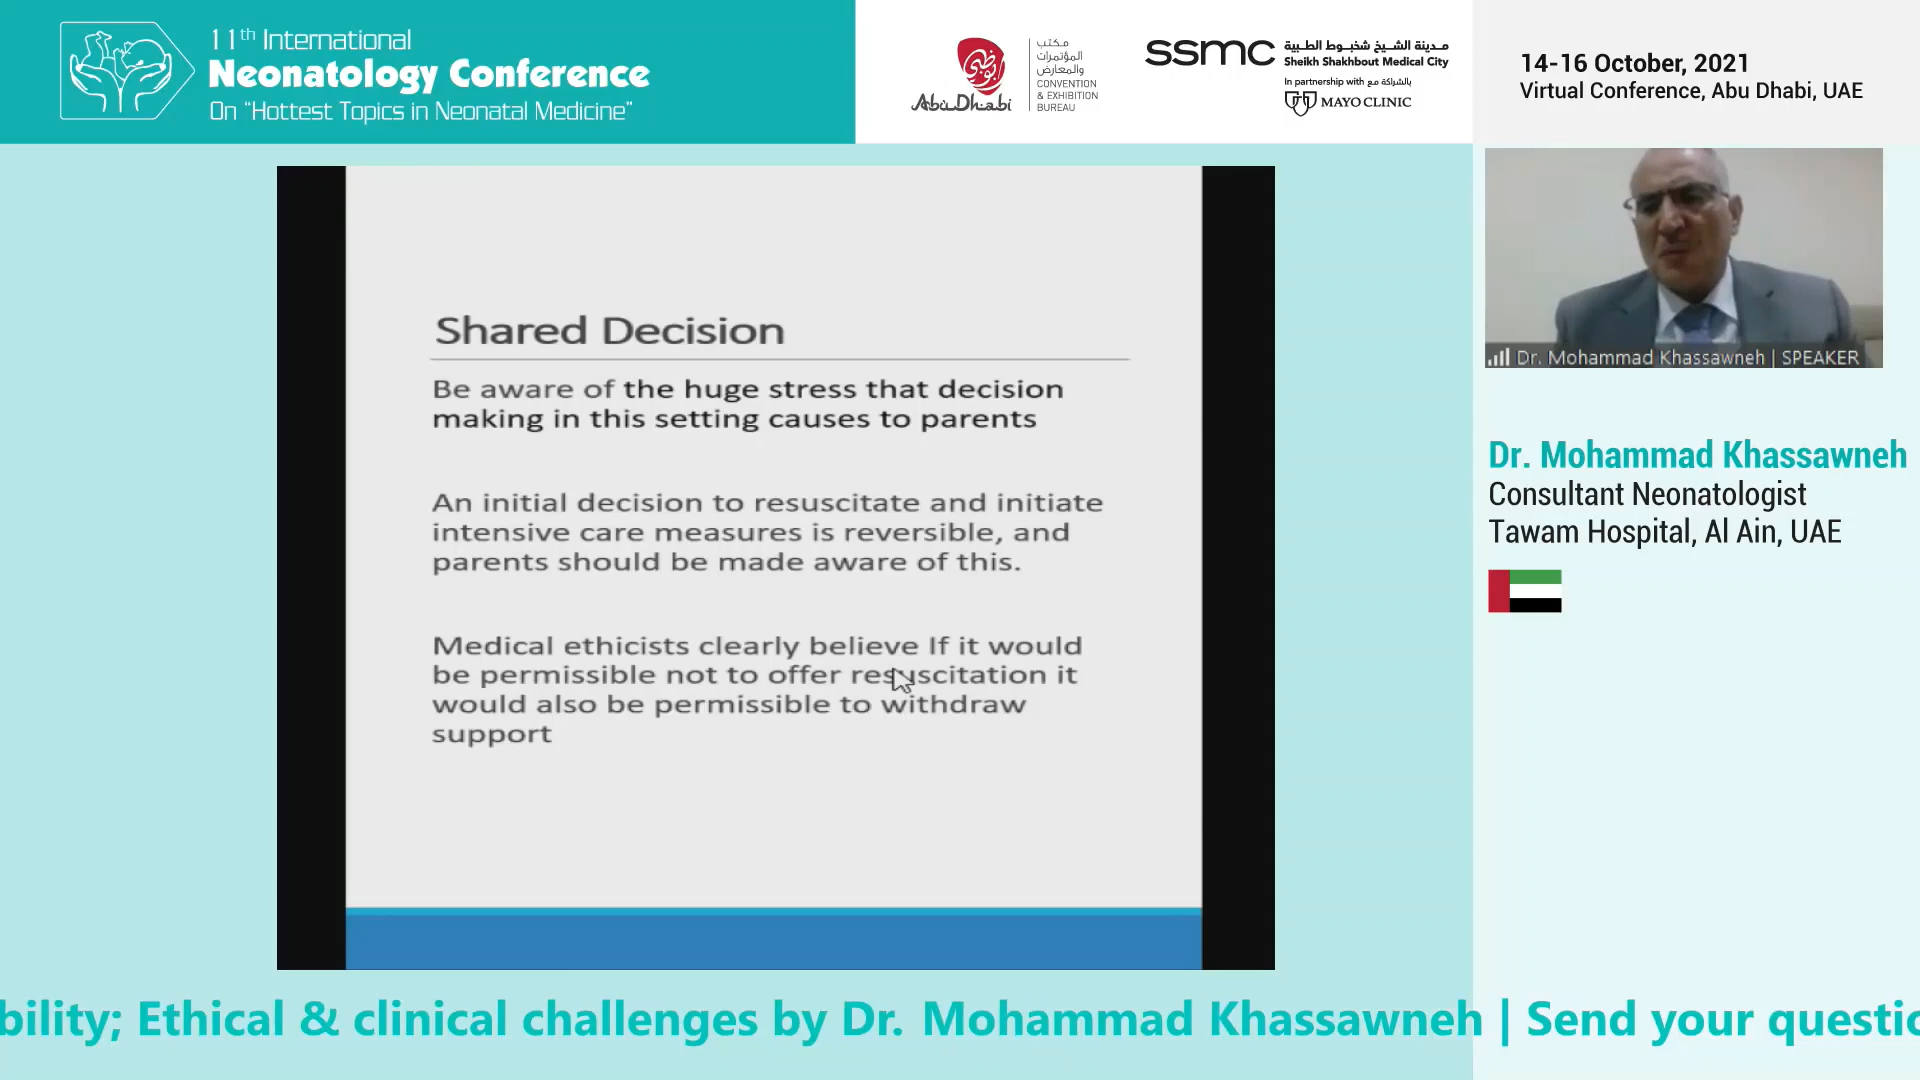 11th International
Neonatology Conference
On "Hottest Topics in Neonatal Medicine"
أبوظبي
Abu Dhabi
مكتب
المؤتمرات
والمعارض
CONVENTION
& EXHIBITION
BUREAU
ssmc
مدينة الشيخ شخبوط الطبية
Sheikh Shakhbout Medical City
In partnership with بالشراكة مع
MAYO CLINIC
14-16 October, 2021
Virtual Conference, Abu Dhabi, UAE
Shared Decision
Be aware of the huge stress that decision
making in this setting causes to parents
An initial decision to resuscitate and initiate
intensive care measures is reversible, and
parents should be made aware of this.
Medical ethicists clearly believe If it would
be permissible not to offer resuscitation it
would also be permissible to withdraw
support
Dr. Mohammad Khassawneh | SPEAKER
Dr. Mohammad Khassawneh
Consultant Neonatologist
Tawam Hospital, Al Ain, UAE
bility; Ethical & clinical challenges by Dr. Mohammad Khassawneh | Send your questio